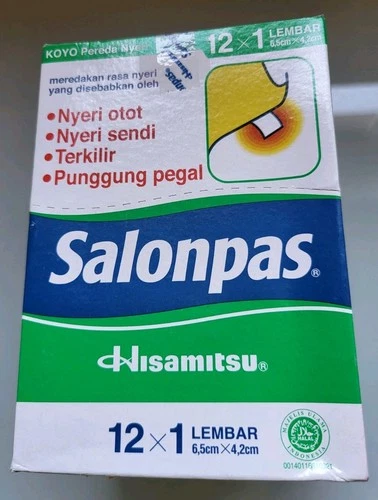 KOYO Pereda Nyeri
12×1 LEMBAR
6,5cm×4,2cm
meredakan rasa nyeri
yang disebabkan oleh
•Nyeri otot
•Nyeri sendi
•Terkilir
•Punggung pegal
Salonpas®
Hisamitsu®
12×1 LEMBAR
6,5cm×4,2cm
MAJELIS ULAMA
HALAL
INDONESIA